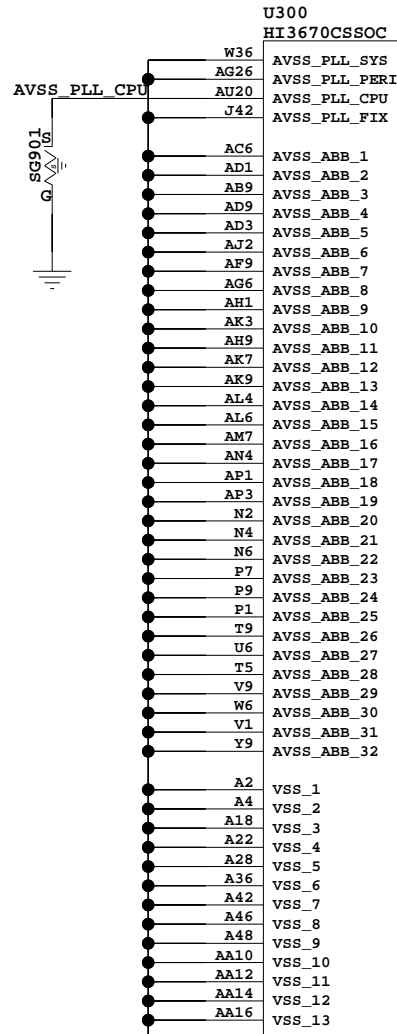 U300
HI3670CSSOC
W36 AVSS_PLL_SYS
AG26 AVSS_PLL_PERI
AVSS_PLL_CPU AU20 AVSS_PLL_CPU
J42 AVSS_PLL_FIX
S
SG901
S
G
AC6 AVSS_ABB_1
AD1 AVSS_ABB_2
AB9 AVSS_ABB_3
AD9 AVSS_ABB_4
AD3 AVSS_ABB_5
AJ2 AVSS_ABB_6
AF9 AVSS_ABB_7
AG6 AVSS_ABB_8
AH1 AVSS_ABB_9
AK3 AVSS_ABB_10
AH9 AVSS_ABB_11
AK7 AVSS_ABB_12
AK9 AVSS_ABB_13
AL4 AVSS_ABB_14
AL6 AVSS_ABB_15
AM7 AVSS_ABB_16
AN4 AVSS_ABB_17
AP1 AVSS_ABB_18
AP3 AVSS_ABB_19
N2 AVSS_ABB_20
N4 AVSS_ABB_21
N6 AVSS_ABB_22
P7 AVSS_ABB_23
P9 AVSS_ABB_24
P1 AVSS_ABB_25
T9 AVSS_ABB_26
U6 AVSS_ABB_27
T5 AVSS_ABB_28
V9 AVSS_ABB_29
W6 AVSS_ABB_30
V1 AVSS_ABB_31
Y9 AVSS_ABB_32
A2 VSS_1
A4 VSS_2
A18 VSS_3
A22 VSS_4
A28 VSS_5
A36 VSS_6
A42 VSS_7
A46 VSS_8
A48 VSS_9
AA10 VSS_10
AA12 VSS_11
AA14 VSS_12
AA16 VSS_13